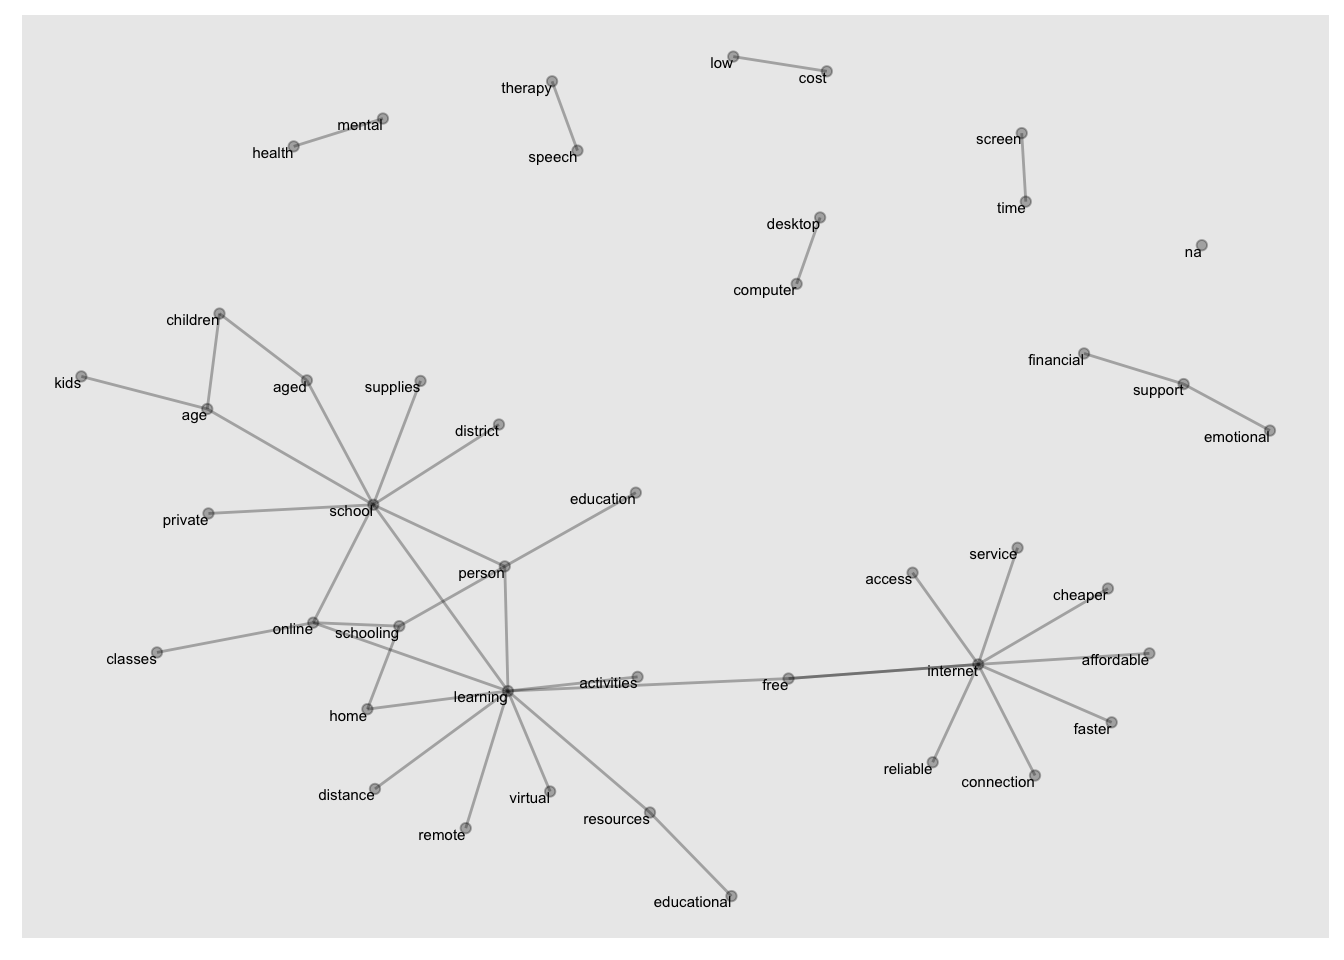 low
cost
therapy
mental
health
speech
screen
time
desktop
na
computer
children
financial
kids
aged
supplies
support
age
district
emotional
education
school
private
service
person
access
cheaper
online
schooling
classes
affordable
internet
activities
free
learning
home
faster
reliable
connection
distance
virtual
resources
remote
educational